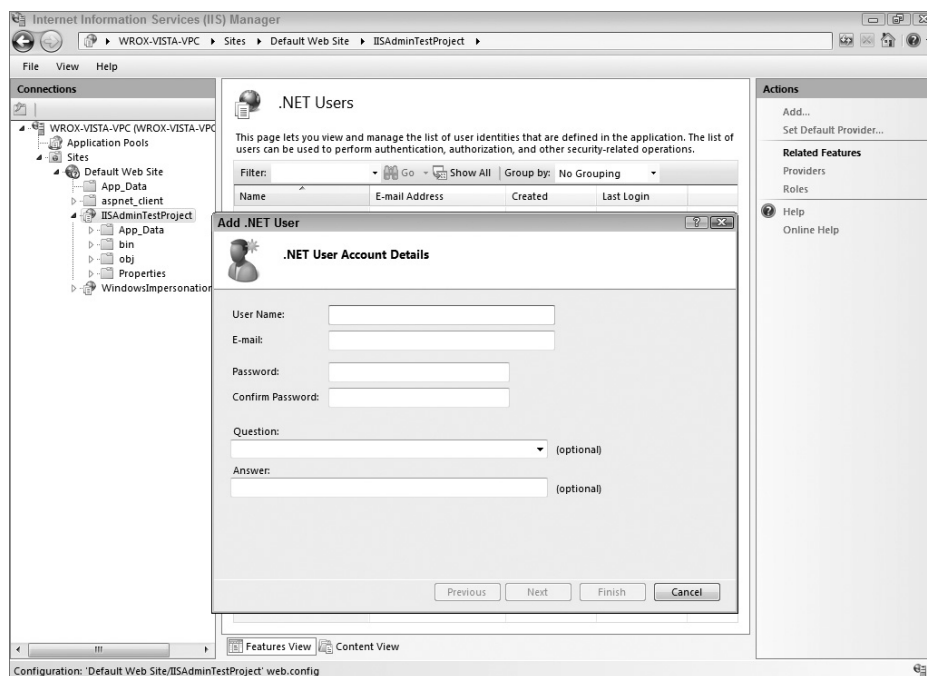 Internet Information Services (IIS) Manager
WROX-VISTA-VPC Sites Default Web Site IISAdminTestProject
File View Help
Connections
WROX-VISTA-VPC (WROX-VISTA-VPC
Application Pools
Sites
Default Web Site
App_Data
aspnet_client
IISAdminTestProject
App_Data
bin
obj
Properties
WindowsImpersonation
.NET Users
This page lets you view and manage the list of user identities that are defined in the application. The list of
users can be used to perform authentication, authorization, and other security-related operations.
Filter: Go Show All Group by: No Grouping
Name E-mail Address Created Last Login
Add .NET User
.NET User Account Details
User Name:
E-mail:
Password:
Confirm Password:
Question:
(optional)
Answer:
(optional)
Previous Next Finish Cancel
Features View Content View
Actions
Add...
Set Default Provider...
Related Features
Providers
Roles
Help
Online Help
Configuration: 'Default Web Site/IISAdminTestProject' web.config